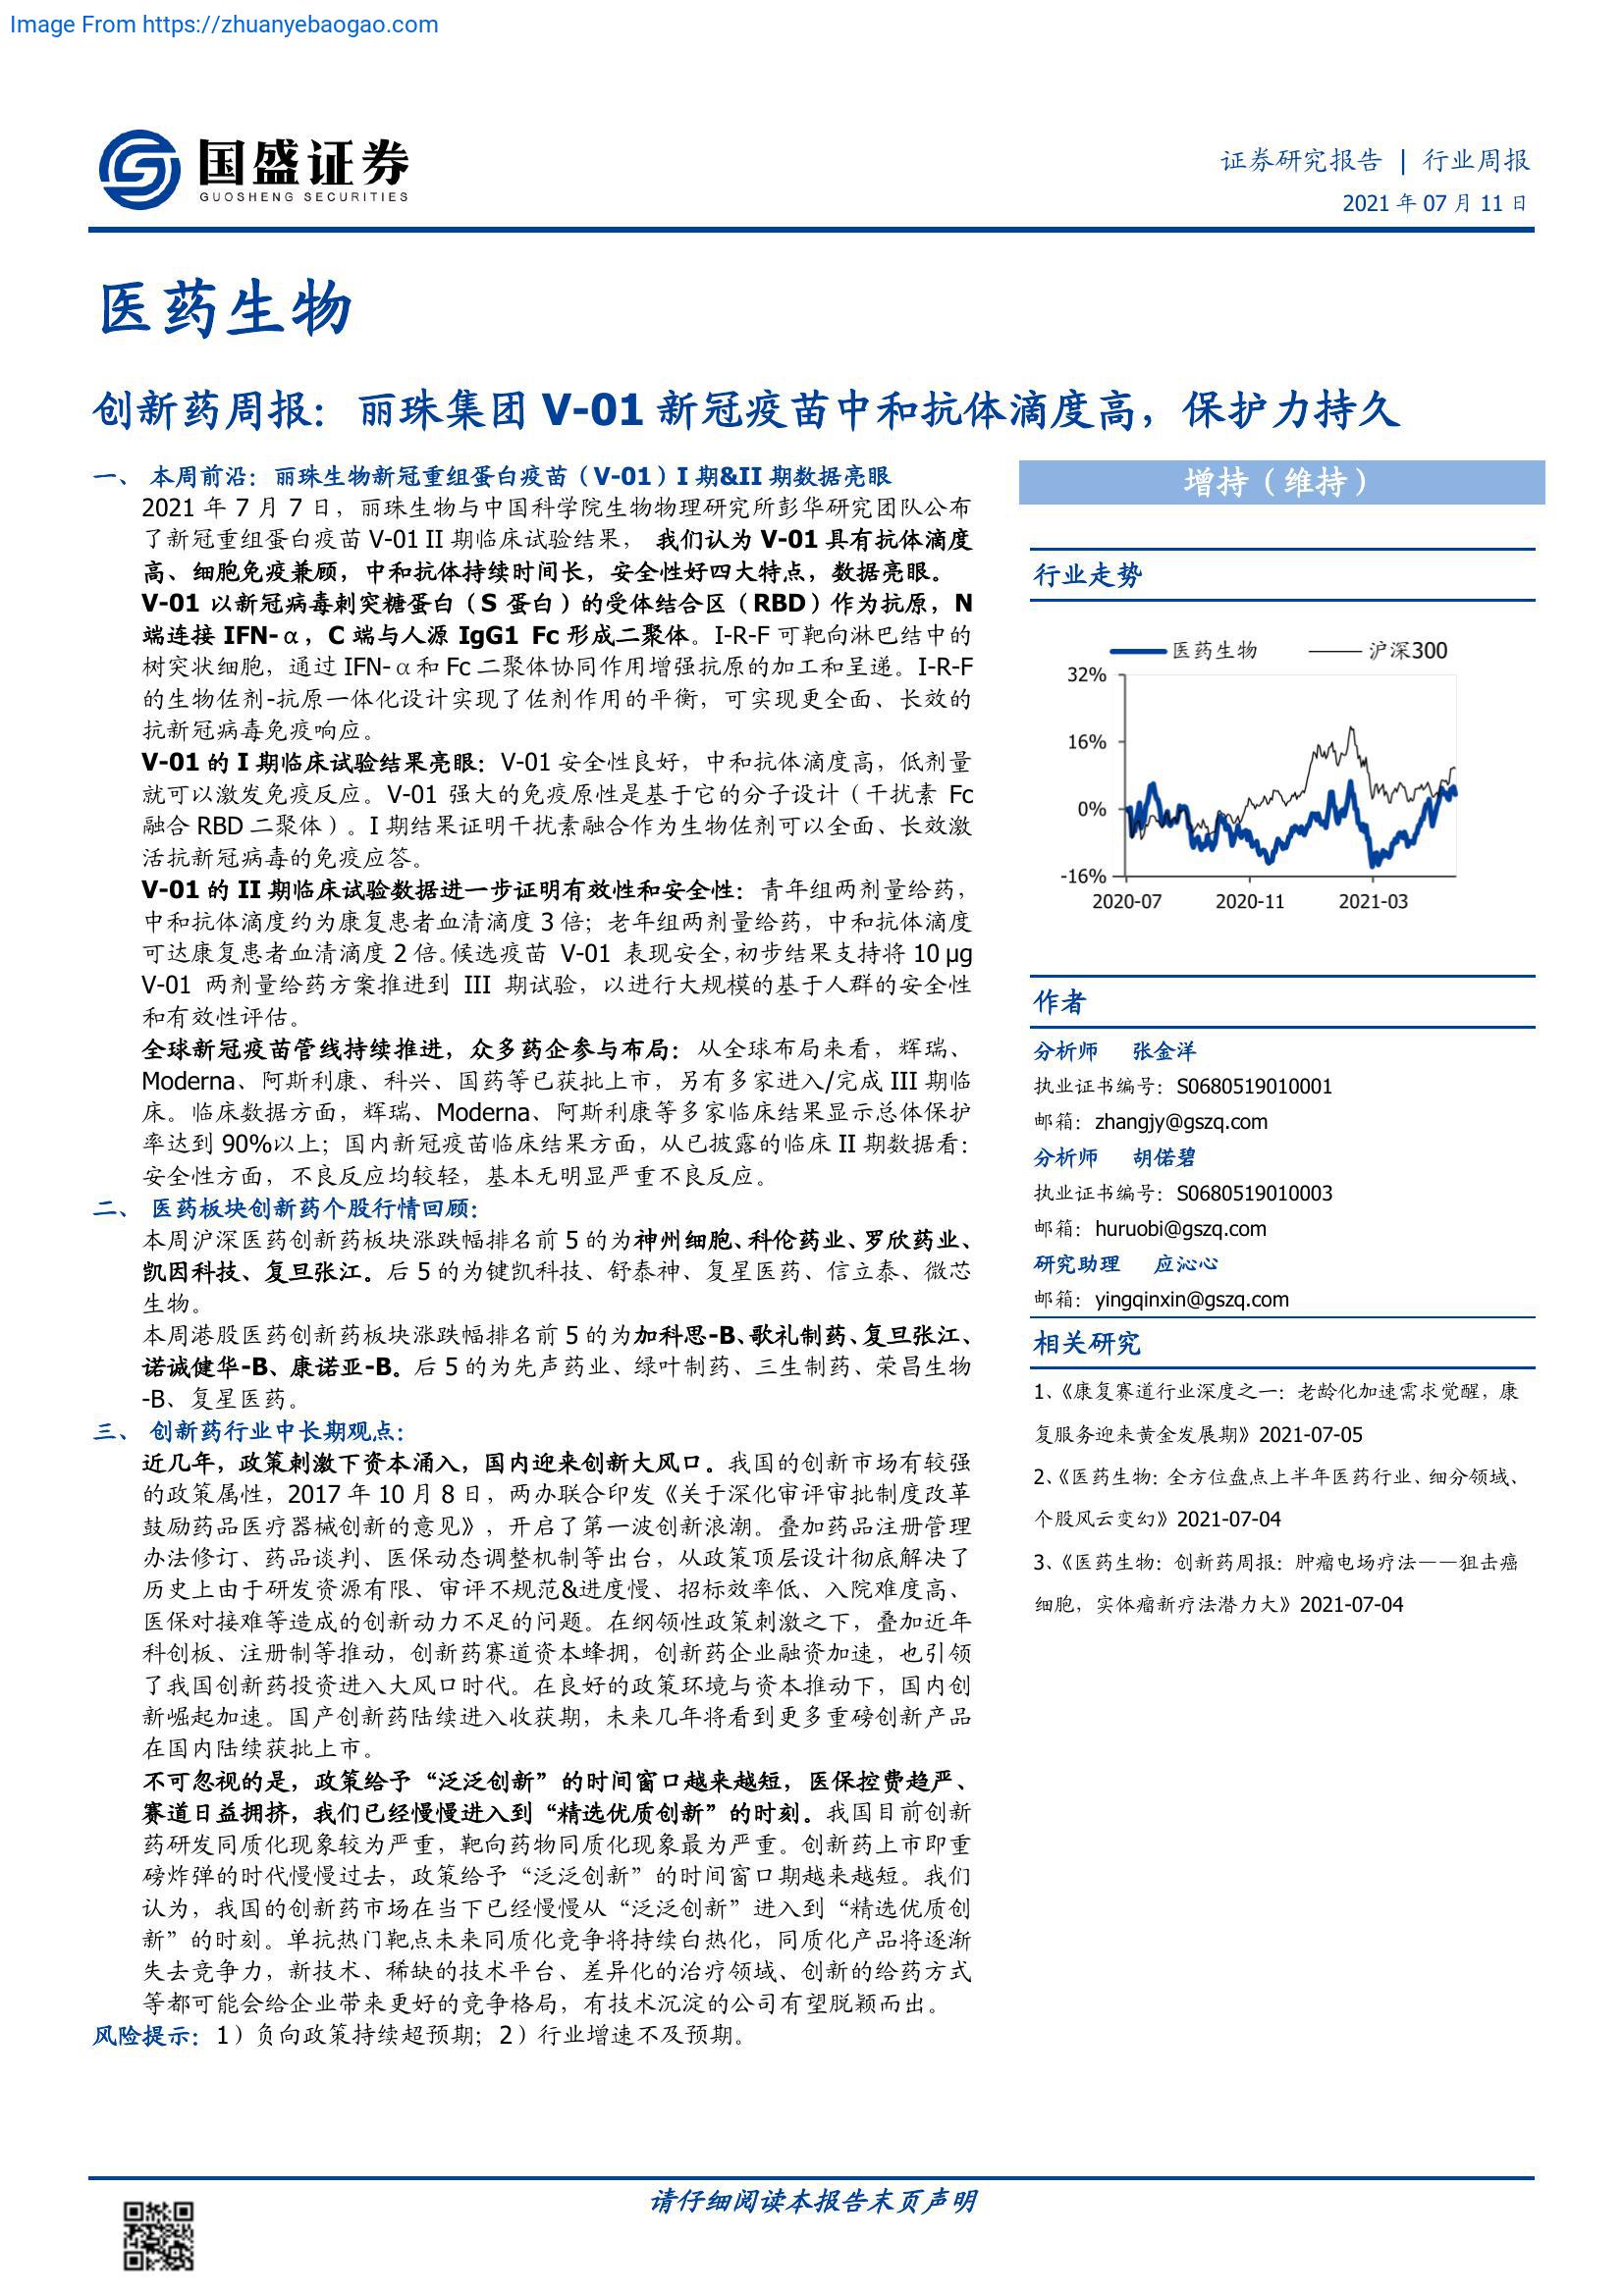 Image From https://zhuanyebaogao.com
国盛证券
GUOSHENG SECURITIES
证券研究报告 | 行业周报
2021 年 07 月 11 日
医药生物
创新药周报：丽珠集团 V-01 新冠疫苗中和抗体滴度高，保护力持久
一、 本周前沿：丽珠生物新冠重组蛋白疫苗（V-01）I 期&II 期数据亮眼
2021 年 7 月 7 日，丽珠生物与中国科学院生物物理研究所彭华研究团队公布
了新冠重组蛋白疫苗 V-01 II 期临床试验结果， 我们认为 V-01 具有抗体滴度
高、细胞免疫兼顾，中和抗体持续时间长，安全性好四大特点，数据亮眼。
V-01 以新冠病毒刺突糖蛋白（S 蛋白）的受体结合区（RBD）作为抗原，N
端连接 IFN-α，C 端与人源 IgG1 Fc 形成二聚体。I-R-F 可靶向淋巴结中的
树突状细胞，通过 IFN-α和 Fc 二聚体协同作用增强抗原的加工和呈递。I-R-F
的生物佐剂-抗原一体化设计实现了佐剂作用的平衡，可实现更全面、长效的
抗新冠病毒免疫响应。
V-01 的 I 期临床试验结果亮眼：V-01 安全性良好，中和抗体滴度高，低剂量
就可以激发免疫反应。V-01 强大的免疫原性是基于它的分子设计（干扰素 Fc
融合 RBD 二聚体）。I 期结果证明干扰素融合作为生物佐剂可以全面、长效激
活抗新冠病毒的免疫应答。
V-01 的 II 期临床试验数据进一步证明有效性和安全性：青年组两剂量给药，
中和抗体滴度约为康复患者血清滴度 3 倍；老年组两剂量给药，中和抗体滴度
可达康复患者血清滴度 2 倍。候选疫苗 V-01 表现安全，初步结果支持将 10 μg
V-01 两剂量给药方案推进到 III 期试验，以进行大规模的基于人群的安全性
和有效性评估。
全球新冠疫苗管线持续推进，众多药企参与布局：从全球布局来看，辉瑞、
Moderna、阿斯利康、科兴、国药等已获批上市，另有多家进入/完成 III 期临
床。临床数据方面，辉瑞、Moderna、阿斯利康等多家临床结果显示总体保护
率达到 90%以上；国内新冠疫苗临床结果方面，从已披露的临床 II 期数据看：
安全性方面，不良反应均较轻，基本无明显严重不良反应。
二、 医药板块创新药个股行情回顾：
本周沪深医药创新药板块涨跌幅排名前 5 的为神州细胞、科伦药业、罗欣药业、
凯因科技、复旦张江。后 5 的为键凯科技、舒泰神、复星医药、信立泰、微芯
生物。
本周港股医药创新药板块涨跌幅排名前 5 的为加科思-B、歌礼制药、复旦张江、
诺诚健华-B、康诺亚-B。后 5 的为先声药业、绿叶制药、三生制药、荣昌生物
-B、复星医药。
三、 创新药行业中长期观点：
近几年，政策刺激下资本涌入，国内迎来创新大风口。我国的创新市场有较强
的政策属性，2017 年 10 月 8 日，两办联合印发《关于深化审评审批制度改革
鼓励药品医疗器械创新的意见》，开启了第一波创新浪潮。叠加药品注册管理
办法修订、药品谈判、医保动态调整机制等出台，从政策顶层设计彻底解决了
历史上由于研发资源有限、审评不规范&进度慢、招标效率低、入院难度高、
医保对接难等造成的创新动力不足的问题。在纲领性政策刺激之下，叠加近年
科创板、注册制等推动，创新药赛道资本蜂拥，创新药企业融资加速，也引领
了我国创新药投资进入大风口时代。在良好的政策环境与资本推动下，国内创
新崛起加速。国产创新药陆续进入收获期，未来几年将看到更多重磅创新产品
在国内陆续获批上市。
不可忽视的是，政策给予“泛泛创新”的时间窗口越来越短，医保控费趋严、
赛道日益拥挤，我们已经慢慢进入到“精选优质创新”的时刻。我国目前创新
药研发同质化现象较为严重，靶向药物同质化现象最为严重。创新药上市即重
磅炸弹的时代慢慢过去，政策给予“泛泛创新”的时间窗口期越来越短。我们
认为，我国的创新药市场在当下已经慢慢从“泛泛创新”进入到“精选优质创
新”的时刻。单抗热门靶点未来同质化竞争将持续白热化，同质化产品将逐渐
失去竞争力，新技术、稀缺的技术平台、差异化的治疗领域、创新的给药方式
等都可能会给企业带来更好的竞争格局，有技术沉淀的公司有望脱颖而出。
风险提示：1）负向政策持续超预期；2）行业增速不及预期。
增持（维持）
行业走势
医药生物 沪深300
32%
16%
0%
-16%
2020-07 2020-11 2021-03
作者
分析师 张金洋
执业证书编号：S0680519010001
邮箱：zhangjy@gszq.com
分析师 胡偌碧
执业证书编号：S0680519010003
邮箱：huruobi@gszq.com
研究助理 应沁心
邮箱：yingqinxin@gszq.com
相关研究
1、《康复赛道行业深度之一：老龄化加速需求觉醒，康
复服务迎来黄金发展期》2021-07-05
2、《医药生物：全方位盘点上半年医药行业、细分领域、
个股风云变幻》2021-07-04
3、《医药生物：创新药周报：肿瘤电场疗法——狙击癌
细胞，实体瘤新疗法潜力大》2021-07-04
请仔细阅读本报告末页声明